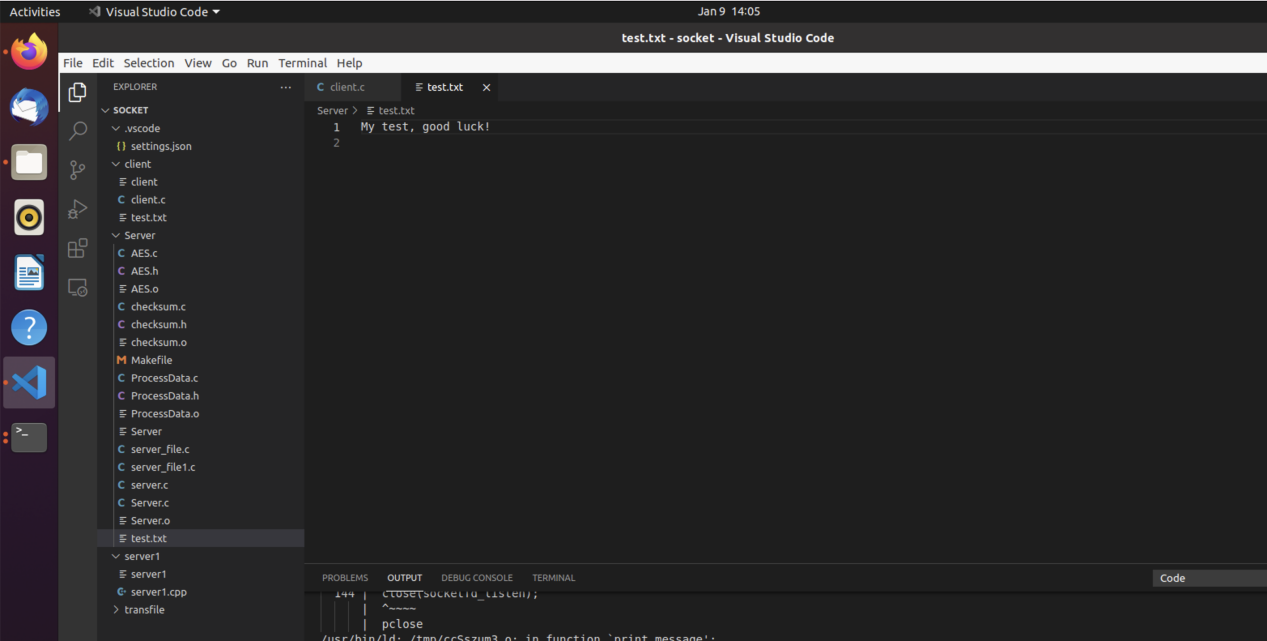 Activities
Visual Studio Code
Jan 9 14:05
test.txt - socket - Visual Studio Code
File Edit Selection View Go Run Terminal Help
EXPLORER
SOCKET
.vscode
{} settings.json
client
client
C client.c
test.txt
Server
C AES.c
C AES.h
AES.o
C checksum.c
C checksum.h
checksum.o
M Makefile
C ProcessData.c
C ProcessData.h
ProcessData.o
Server
C server_file.c
C server_file1.c
C server.c
C Server.c
Server.o
test.txt
server1
server1
server1.cpp
transfile
C client.c
test.txt
Server > test.txt
1 My test, good luck!
2
PROBLEMS OUTPUT DEBUG CONSOLE TERMINAL
Code
144 | close(socketfd_listen);
| ^~~~~
| pclose
/usr/bin/ld: /tmp/ccSszum3.o: in function `print_message':